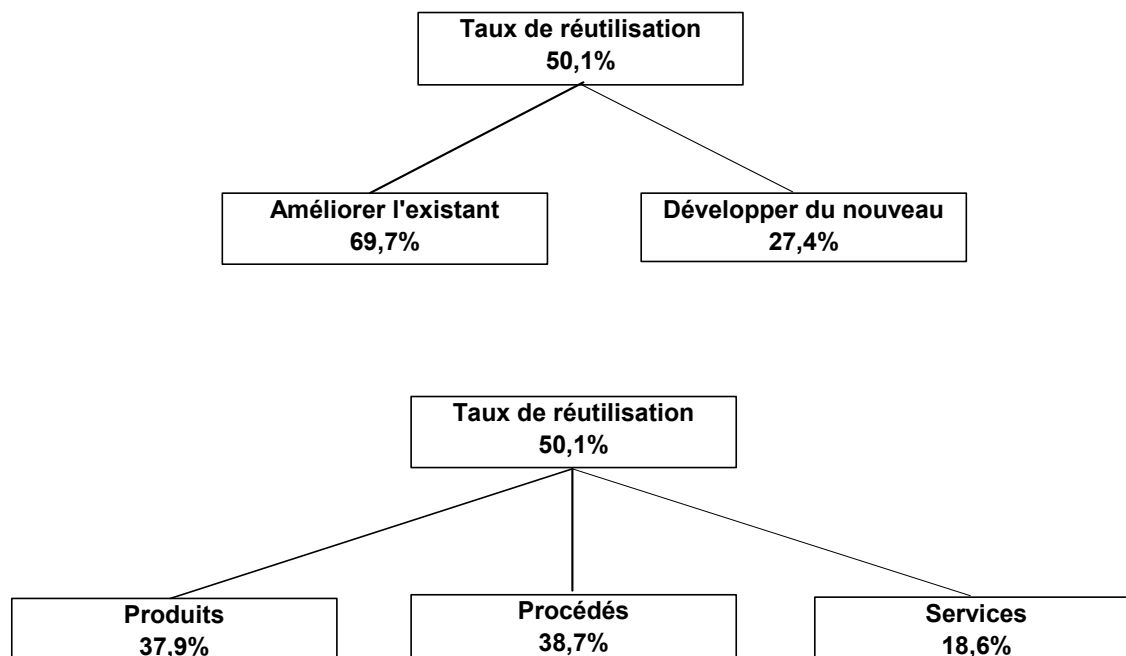 Taux de réutilisation
50,1%
Améliorer l'existant
69,7%
Développer du nouveau
27,4%
Taux de réutilisation
50,1%
Produits
37,9%
Procédés
38,7%
Services
18,6%